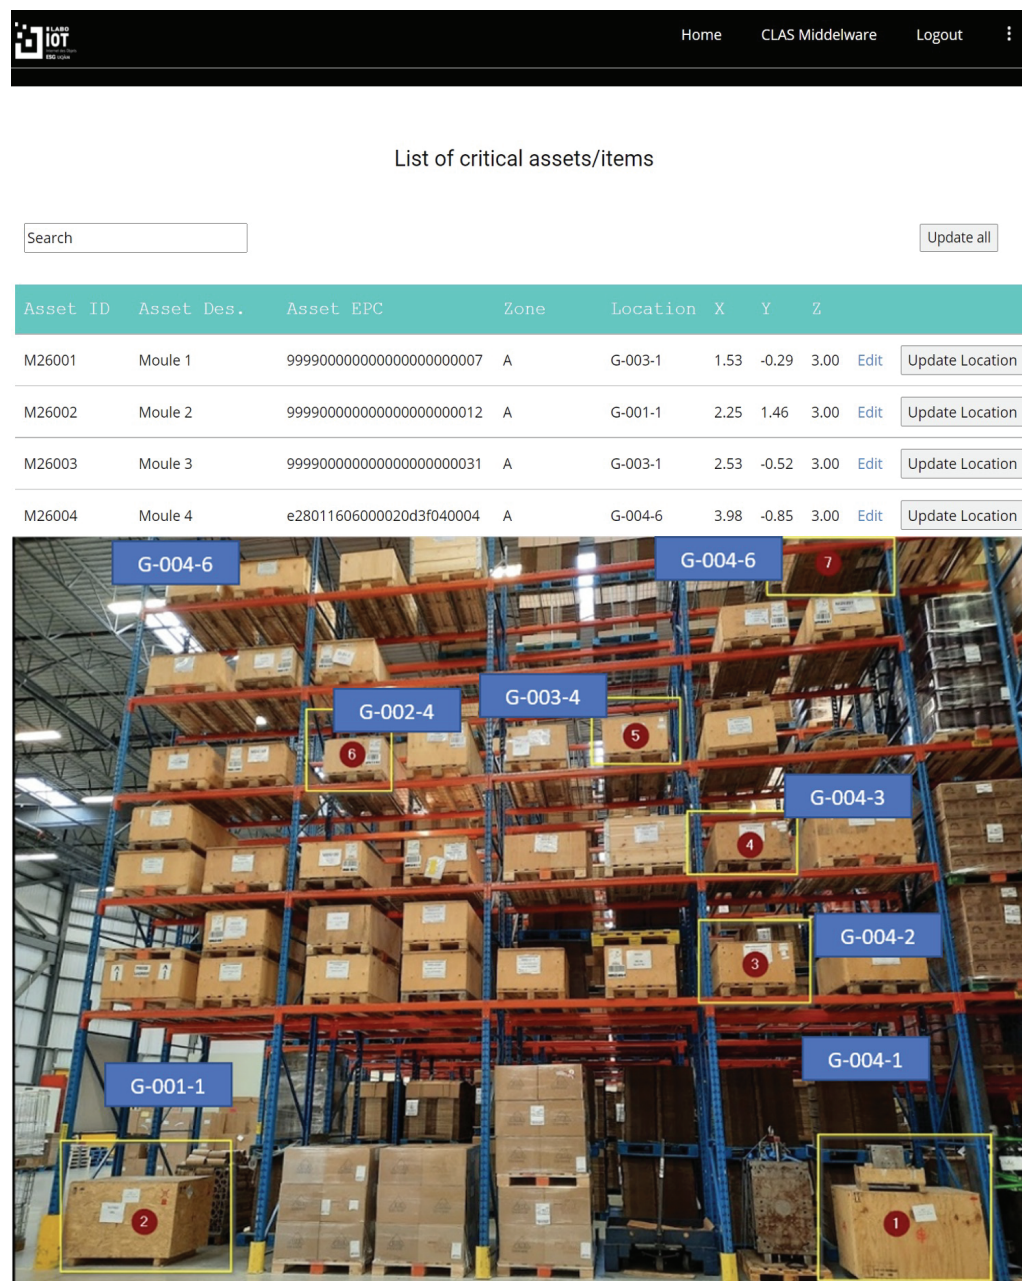 LABO
IOT
ESG UQÀM
Home CLAS Middelware Logout
List of critical assets/items
Search
Update all
Asset ID Asset Des. Asset EPC Zone Location X Y Z
M26001 Moule 1 999900000000000000000007 A G-003-1 1.53 -0.29 3.00 Edit Update Location
M26002 Moule 2 999900000000000000000012 A G-001-1 2.25 1.46 3.00 Edit Update Location
M26003 Moule 3 999900000000000000000031 A G-003-1 2.53 -0.52 3.00 Edit Update Location
M26004 Moule 4 e28011606000020d3f040004 A G-004-6 3.98 -0.85 3.00 Edit Update Location
G-004-6
G-004-6
7
G-002-4
G-003-4
6
5
G-004-3
4
G-004-2
3
G-004-1
G-001-1
2
1